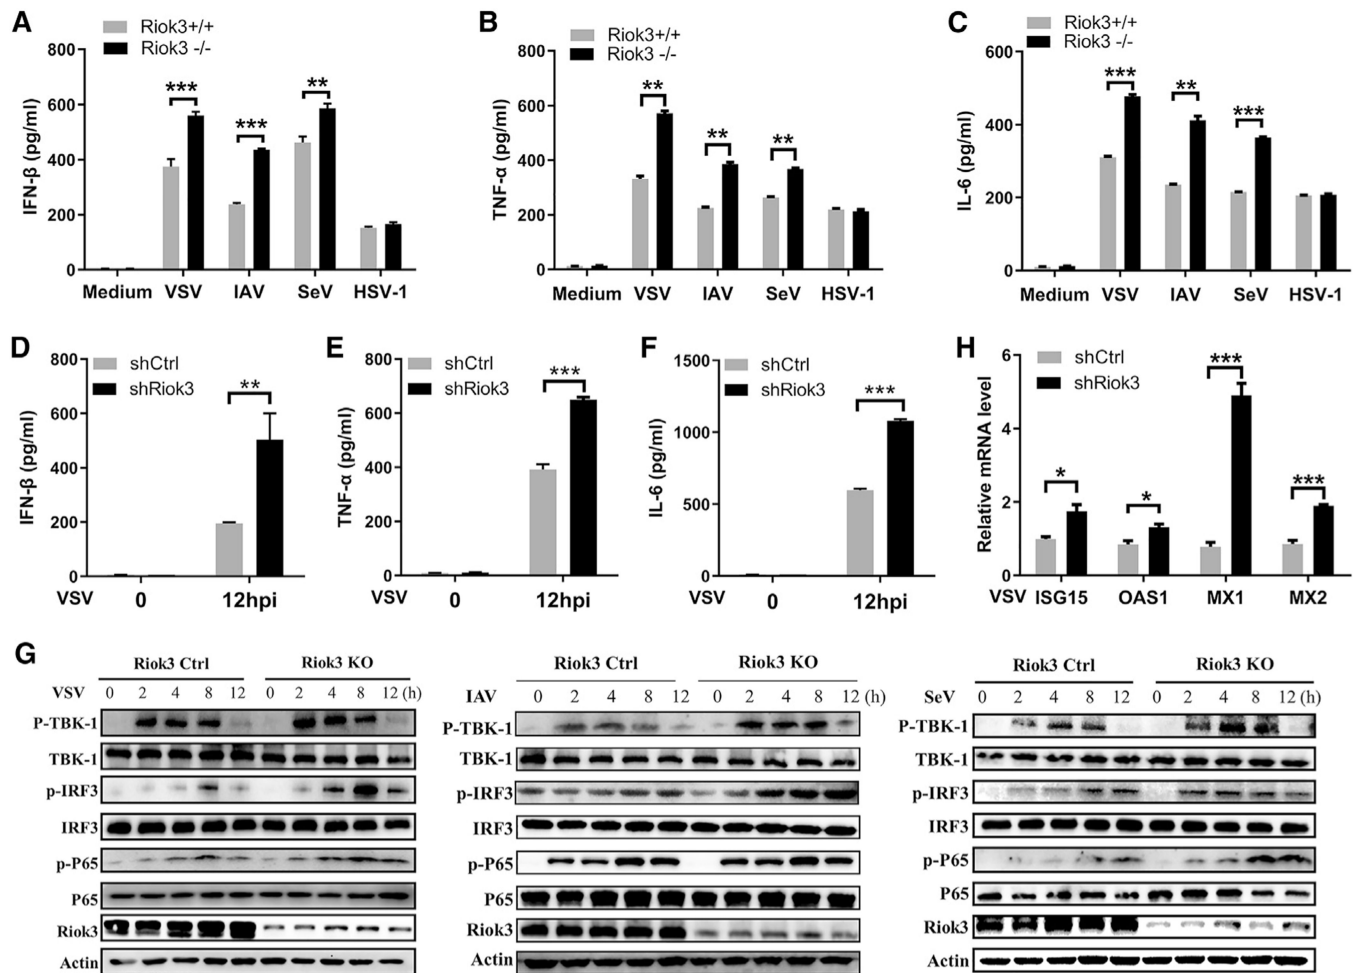 A
Riok3+/+
Riok3 -/-
IFN-β (pg/ml)
800
600
400
200
0
***
***
**
Medium VSV IAV SeV HSV-1
B
Riok3+/+
Riok3 -/-
TNF-α (pg/ml)
800
600
400
200
0
**
**
**
Medium VSV IAV SeV HSV-1
C
Riok3+/+
Riok3 -/-
IL-6 (pg/ml)
600
400
200
0
***
**
***
Medium VSV IAV SeV HSV-1
D
shCtrl
shRiok3
IFN-β (pg/ml)
800
600
400
200
0
**
VSV 0 12hpi
E
shCtrl
shRiok3
TNF-α (pg/ml)
800
600
400
200
0
***
VSV 0 12hpi
F
shCtrl
shRiok3
IL-6 (pg/ml)
1500
1000
500
0
***
VSV 0 12hpi
H
shCtrl
shRiok3
Relative mRNA level
6
4
2
0
*
*
***
***
VSV ISG15 OAS1 MX1 MX2
G
Riok3 Ctrl Riok3 KO
VSV 0 2 4 8 12 0 2 4 8 12 (h)
P-TBK-1
TBK-1
p-IRF3
IRF3
p-P65
P65
Riok3
Actin
Riok3 Ctrl Riok3 KO
IAV 0 2 4 8 12 0 2 4 8 12 (h)
P-TBK-1
TBK-1
p-IRF3
IRF3
p-P65
P65
Riok3
Actin
Riok3 Ctrl Riok3 KO
SeV 0 2 4 8 12 0 2 4 8 12 (h)
P-TBK-1
TBK-1
p-IRF3
IRF3
p-P65
P65
Riok3
Actin